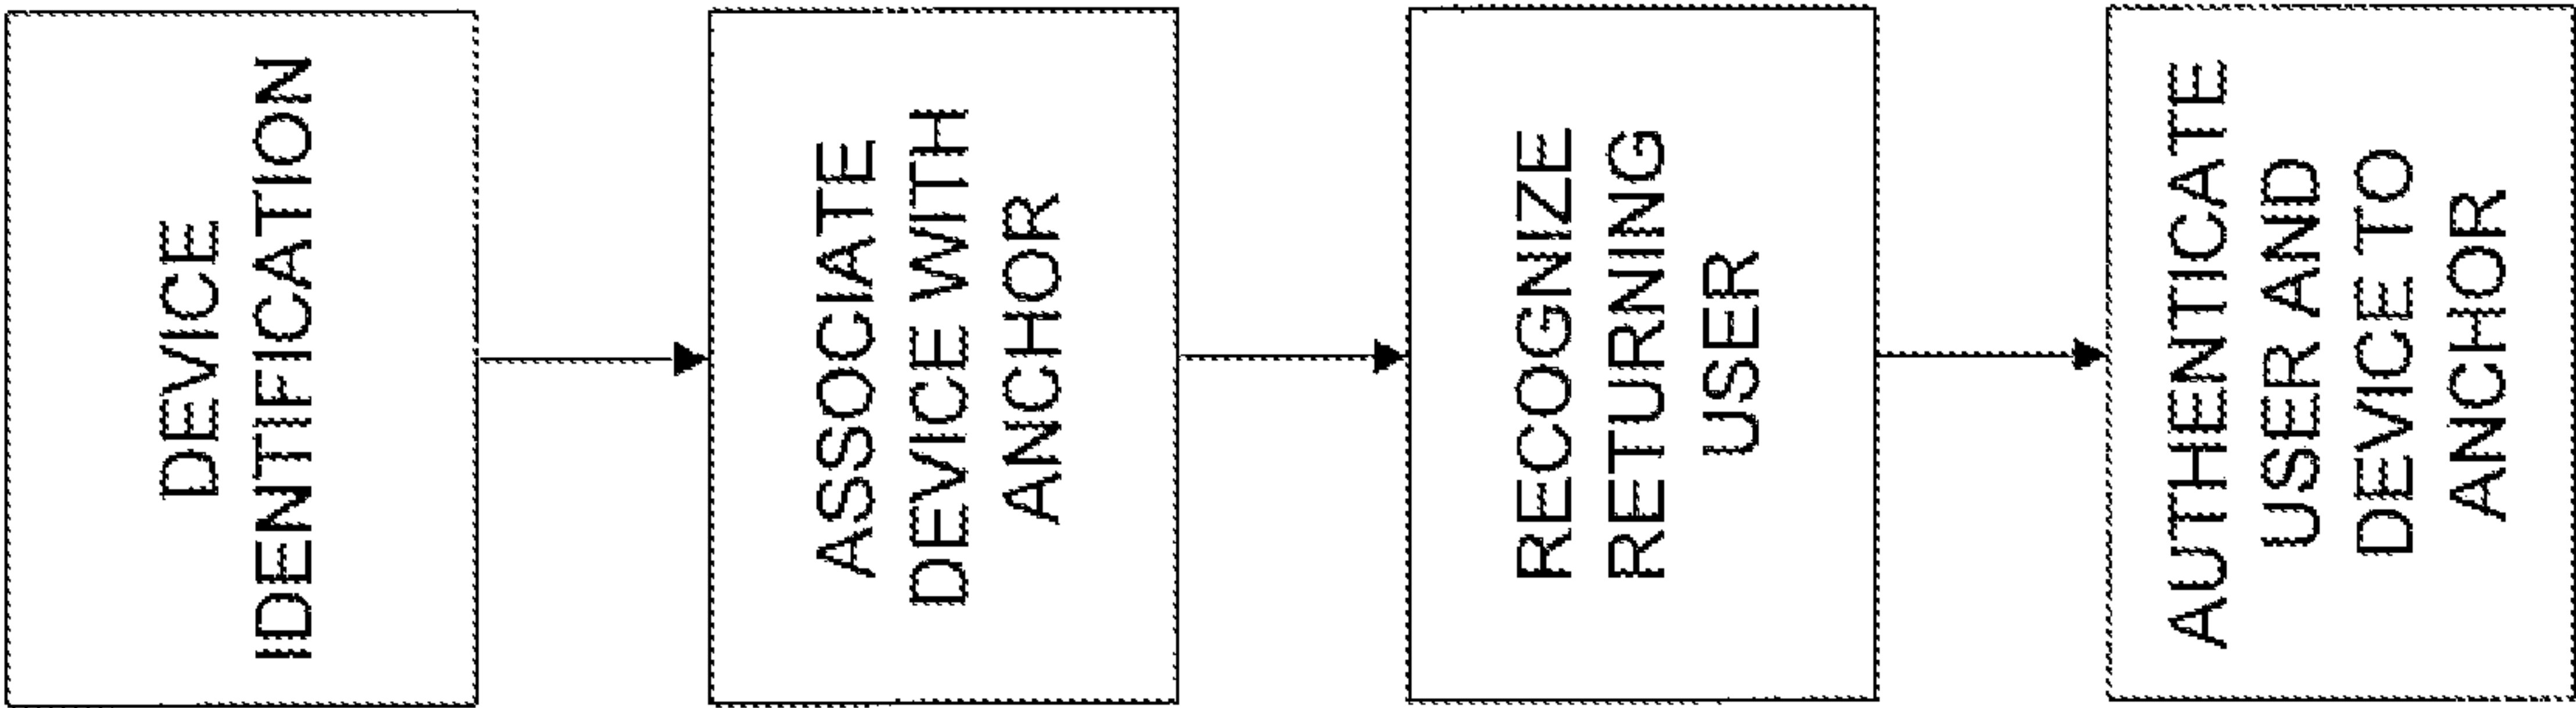 DEVICE
IDENTIFICATION
ASSOCIATE
DEVICE WITH
ANCHOR
RECOGNIZE
RETURNING
USER
AUTHENTICATE
USER AND
DEVICE TO
ANCHOR